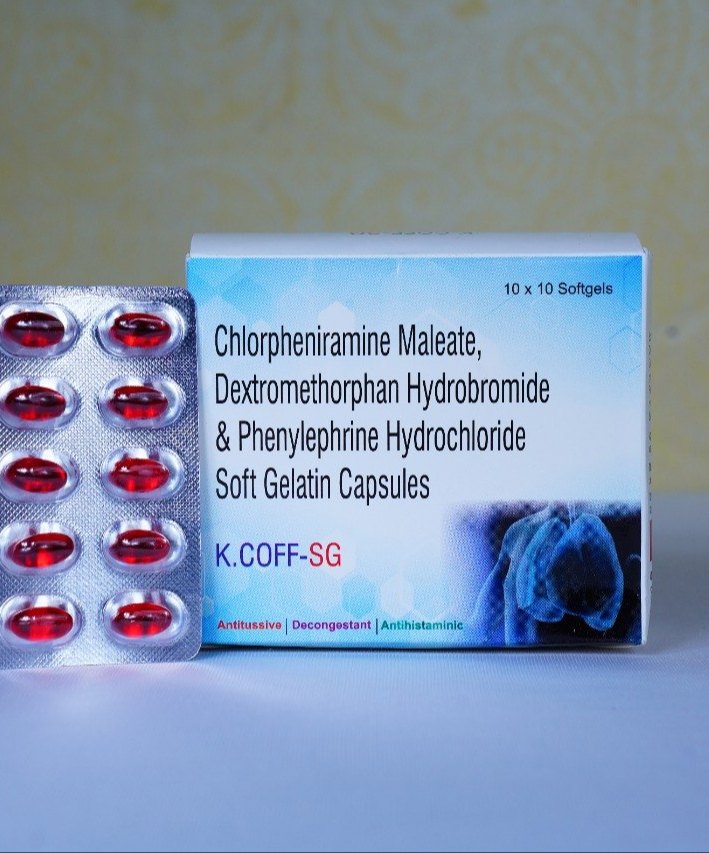 10 x 10 Softgels
Chlorpheniramine Maleate,
Dextromethorphan Hydrobromide
& Phenylephrine Hydrochloride
Soft Gelatin Capsules
K.COFF-SG
Antitussive | Decongestant | Antihistaminic